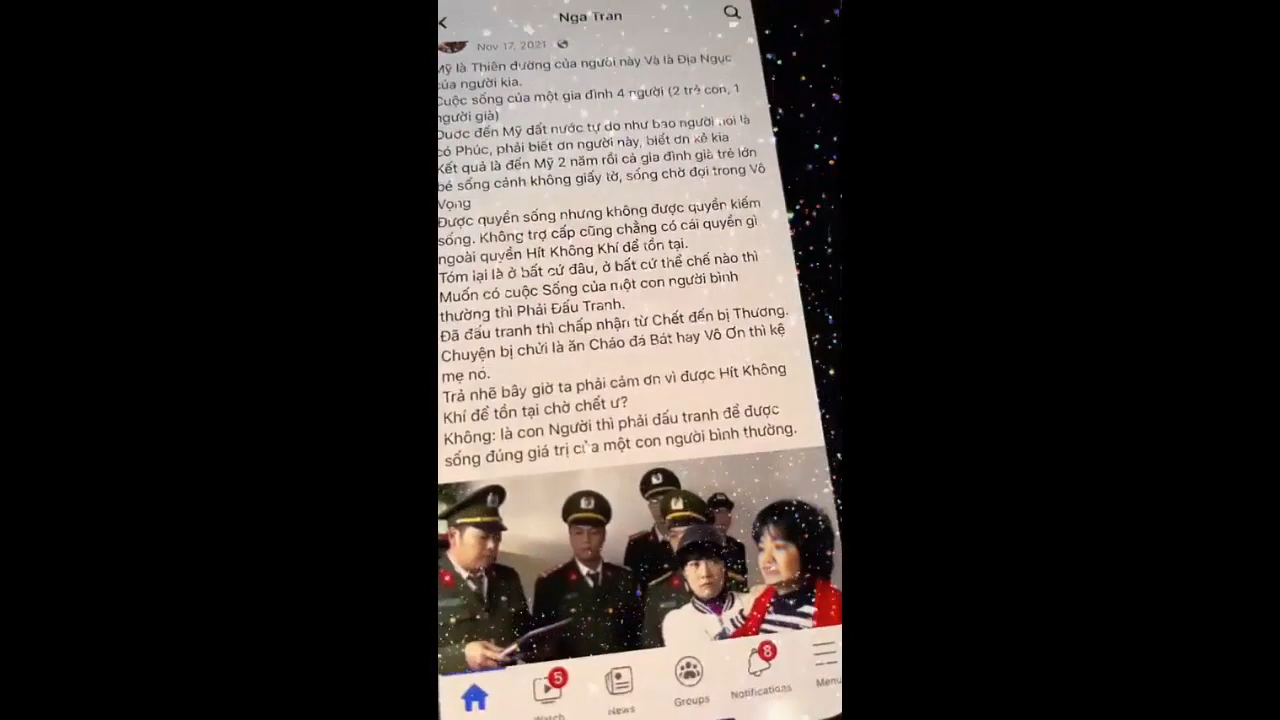 Nga Tran
Nov 17, 2021
Mỹ là Thiên đường của người này Và là Địa Ngục
của người kia.
Cuộc sống của một gia đình 4 người (2 trẻ con, 1
người già)
Được đến Mỹ đất nước tự do như bao người nói là
có Phúc, phải biết ơn người này, biết ơn kẻ kia
Kết quả là đến Mỹ 2 năm rồi cả gia đình già trẻ lớn
bé sống cảnh không giấy tờ, sống chờ đợi trong Vô
Vọng
Được quyền sống nhưng không được quyền kiếm
sống. Không trợ cấp cũng chẳng có cái quyền gì
ngoài quyền Hít Không Khí để tồn tại.
Tóm lại là ở bất cứ đâu, ở bất cứ thể chế nào thì
Muốn có cuộc Sống của một con người bình
thường thì Phải Đấu Tranh.
Đã đấu tranh thì chấp nhận từ Chết đến bị Thương.
Chuyện bị chửi là ăn Cháo đá Bát hay Vô Ơn thì kệ
mẹ nó.
Trả nhẽ bây giờ ta phải cảm ơn vì được Hít Không
Khí để tồn tại chờ chết ư?
Không: là con Người thì phải đấu tranh để được
sống đúng giá trị của một con người bình thường.
5
8
Watch
News
Groups
Notifications
Menu